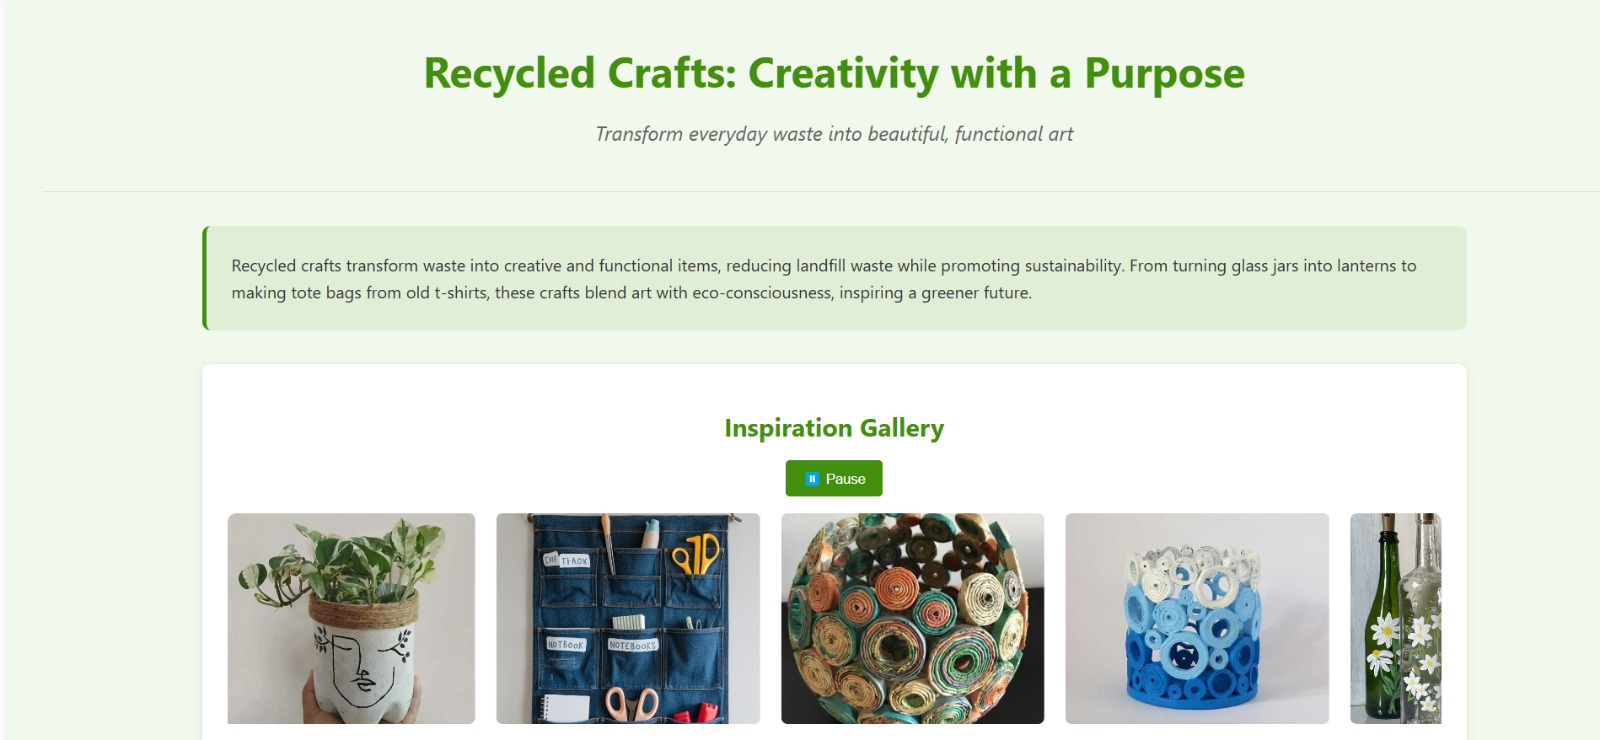 Recycled Crafts: Creativity with a Purpose
Transform everyday waste into beautiful, functional art
Recycled crafts transform waste into creative and functional items, reducing landfill waste while promoting sustainability. From turning glass jars into lanterns to
making tote bags from old t-shirts, these crafts blend art with eco-consciousness, inspiring a greener future.
Inspiration Gallery
Pause
NOTBOOK
NOTEBOOKS